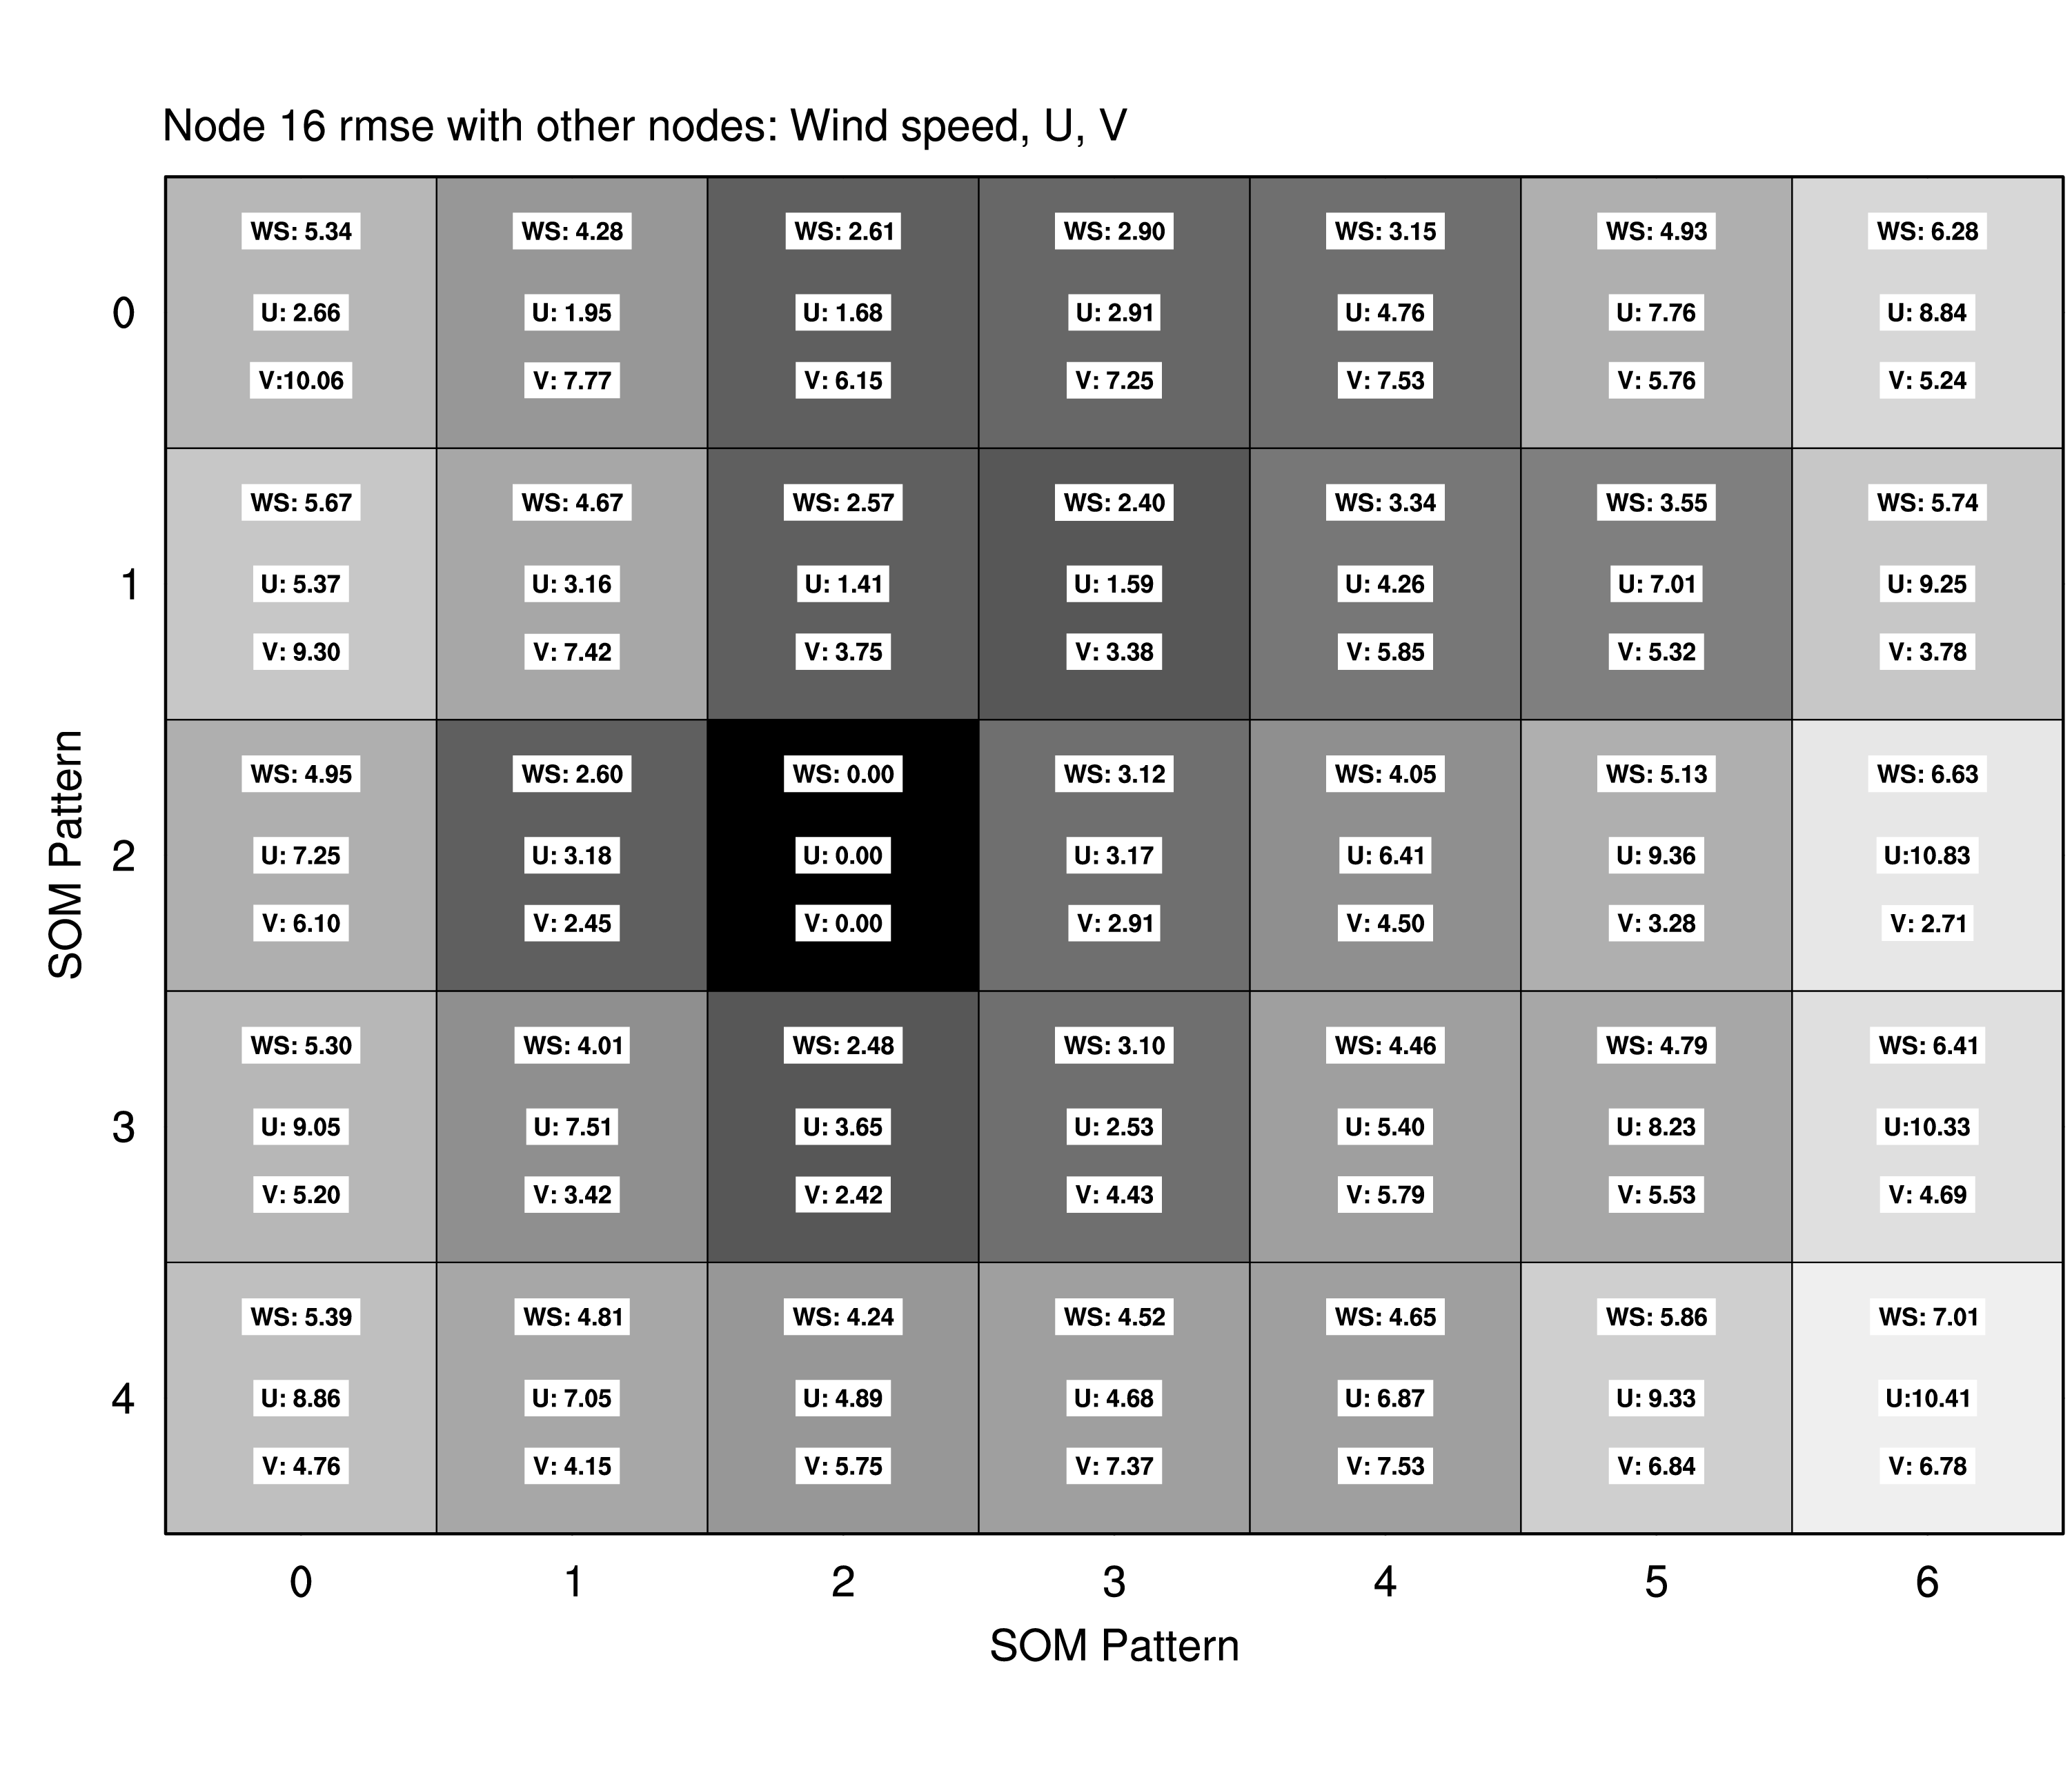 Node 16 rmse with other nodes: Wind speed, U, V
WS: 5.34 WS: 4.28 WS: 2.61 WS: 2.90 WS: 3.15 WS: 4.93 WS: 6.28
0 U: 2.66 U: 1.95 U: 1.68 U: 2.91 U: 4.76 U: 7.76 U: 8.84
V:10.06 V: 7.77 V: 6.15 V: 7.25 V: 7.53 V: 5.76 V: 5.24
WS: 5.67 WS: 4.67 WS: 2.57 WS: 2.40 WS: 3.34 WS: 3.55 WS: 5.74
1 U: 5.37 U: 3.16 U: 1.41 U: 1.59 U: 4.26 U: 7.01 U: 9.25
V: 9.30 V: 7.42 V: 3.75 V: 3.38 V: 5.85 V: 5.32 V: 3.78
SOM Pattern
WS: 4.95 WS: 2.60 WS: 0.00 WS: 3.12 WS: 4.05 WS: 5.13 WS: 6.63
2 U: 7.25 U: 3.18 U: 0.00 U: 3.17 U: 6.41 U: 9.36 U:10.83
V: 6.10 V: 2.45 V: 0.00 V: 2.91 V: 4.50 V: 3.28 V: 2.71
WS: 5.30 WS: 4.01 WS: 2.48 WS: 3.10 WS: 4.46 WS: 4.79 WS: 6.41
3 U: 9.05 U: 7.51 U: 3.65 U: 2.53 U: 5.40 U: 8.23 U:10.33
V: 5.20 V: 3.42 V: 2.42 V: 4.43 V: 5.79 V: 5.53 V: 4.69
WS: 5.39 WS: 4.81 WS: 4.24 WS: 4.52 WS: 4.65 WS: 5.86 WS: 7.01
4 U: 8.86 U: 7.05 U: 4.89 U: 4.68 U: 6.87 U: 9.33 U:10.41
V: 4.76 V: 4.15 V: 5.75 V: 7.37 V: 7.53 V: 6.84 V: 6.78
0 1 2 3 4 5 6
SOM Pattern